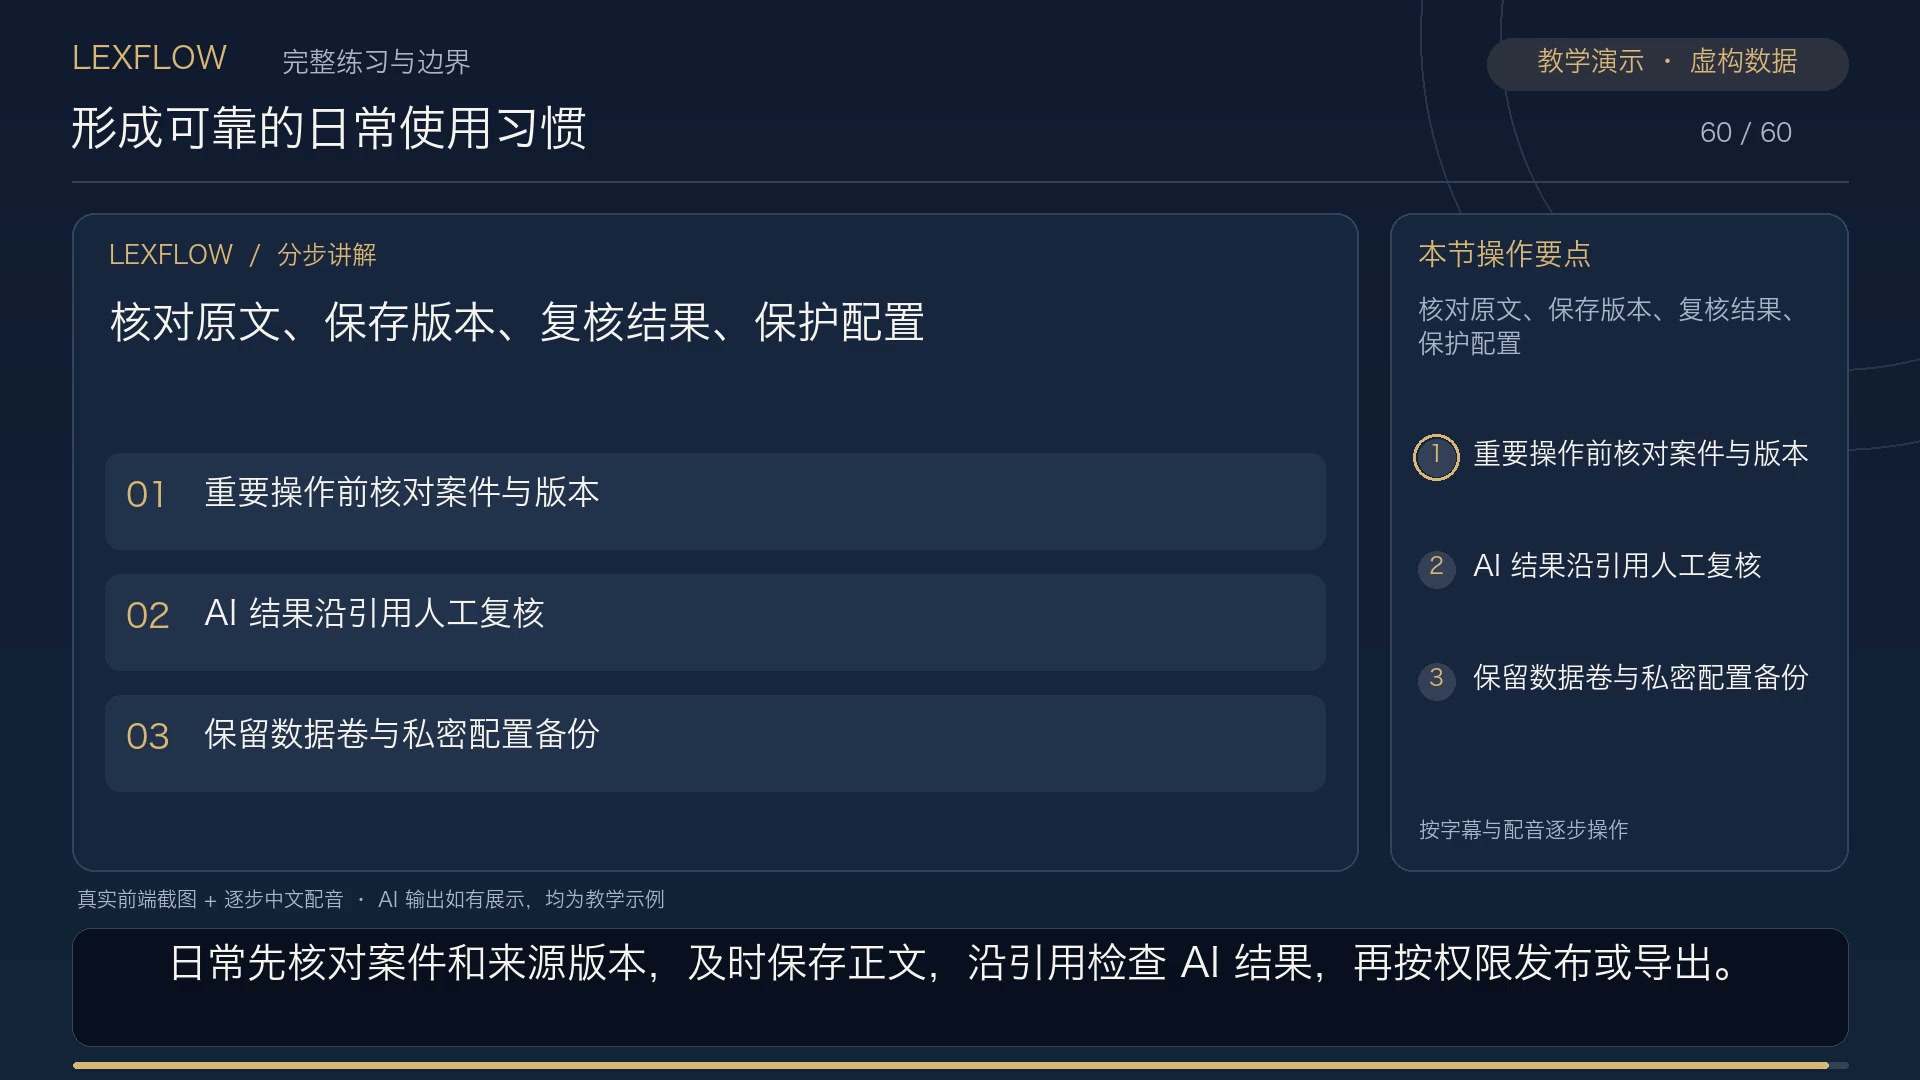 LEXFLOW 完整练习与边界
教学演示 · 虚构数据
形成可靠的日常使用习惯
60 / 60
LEXFLOW / 分步讲解
核对原文、保存版本、复核结果、保护配置
01 重要操作前核对案件与版本
02 AI 结果沿引用人工复核
03 保留数据卷与私密配置备份
本节操作要点
核对原文、保存版本、复核结果、
保护配置
1 重要操作前核对案件与版本
2 AI 结果沿引用人工复核
3 保留数据卷与私密配置备份
按字幕与配音逐步操作
真实前端截图 + 逐步中文配音 · AI 输出如有展示，均为教学示例
日常先核对案件和来源版本，及时保存正文，沿引用检查 AI 结果，再按权限发布或导出。